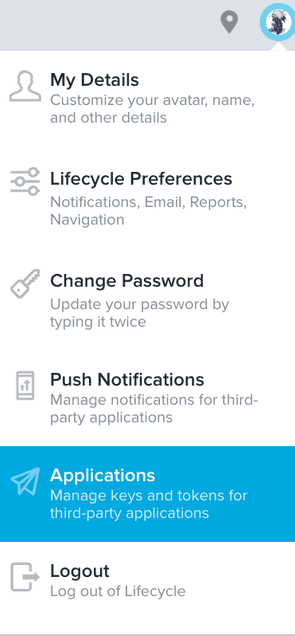 My Details
Customize your avatar, name,
and other details
Lifecycle Preferences
Notifications, Email, Reports,
Navigation
Change Password
Update your password by
typing it twice
Push Notifications
Manage notifications for third-
party applications
Applications
Manage keys and tokens for
third-party applications
Logout
Log out of Lifecycle